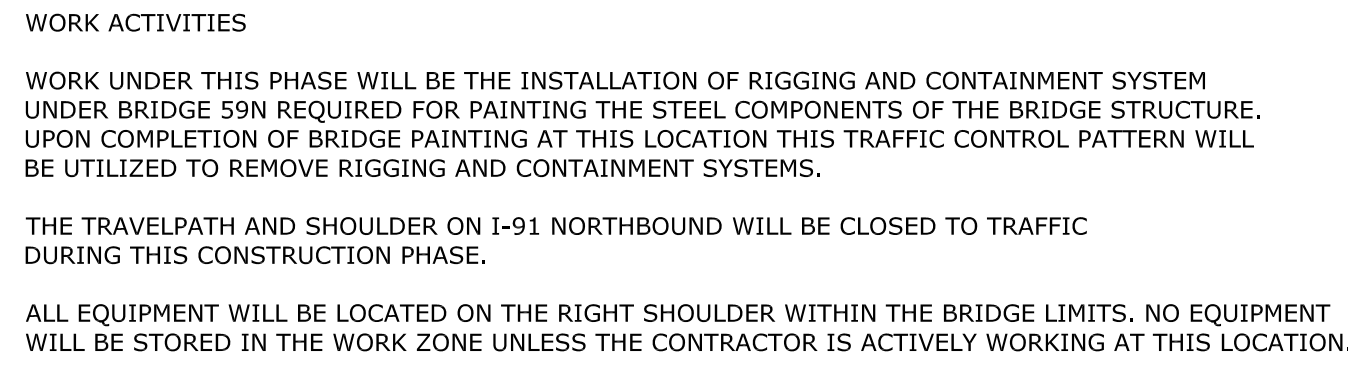 WORK ACTIVITIES
WORK UNDER THIS PHASE WILL BE THE INSTALLATION OF RIGGING AND CONTAINMENT SYSTEM
UNDER BRIDGE 59N REQUIRED FOR PAINTING THE STEEL COMPONENTS OF THE BRIDGE STRUCTURE.
UPON COMPLETION OF BRIDGE PAINTING AT THIS LOCATION THIS TRAFFIC CONTROL PATTERN WILL
BE UTILIZED TO REMOVE RIGGING AND CONTAINMENT SYSTEMS.
THE TRAVELPATH AND SHOULDER ON I-91 NORTHBOUND WILL BE CLOSED TO TRAFFIC
DURING THIS CONSTRUCTION PHASE.
ALL EQUIPMENT WILL BE LOCATED ON THE RIGHT SHOULDER WITHIN THE BRIDGE LIMITS. NO EQUIPMENT
WILL BE STORED IN THE WORK ZONE UNLESS THE CONTRACTOR IS ACTIVELY WORKING AT THIS LOCATION.